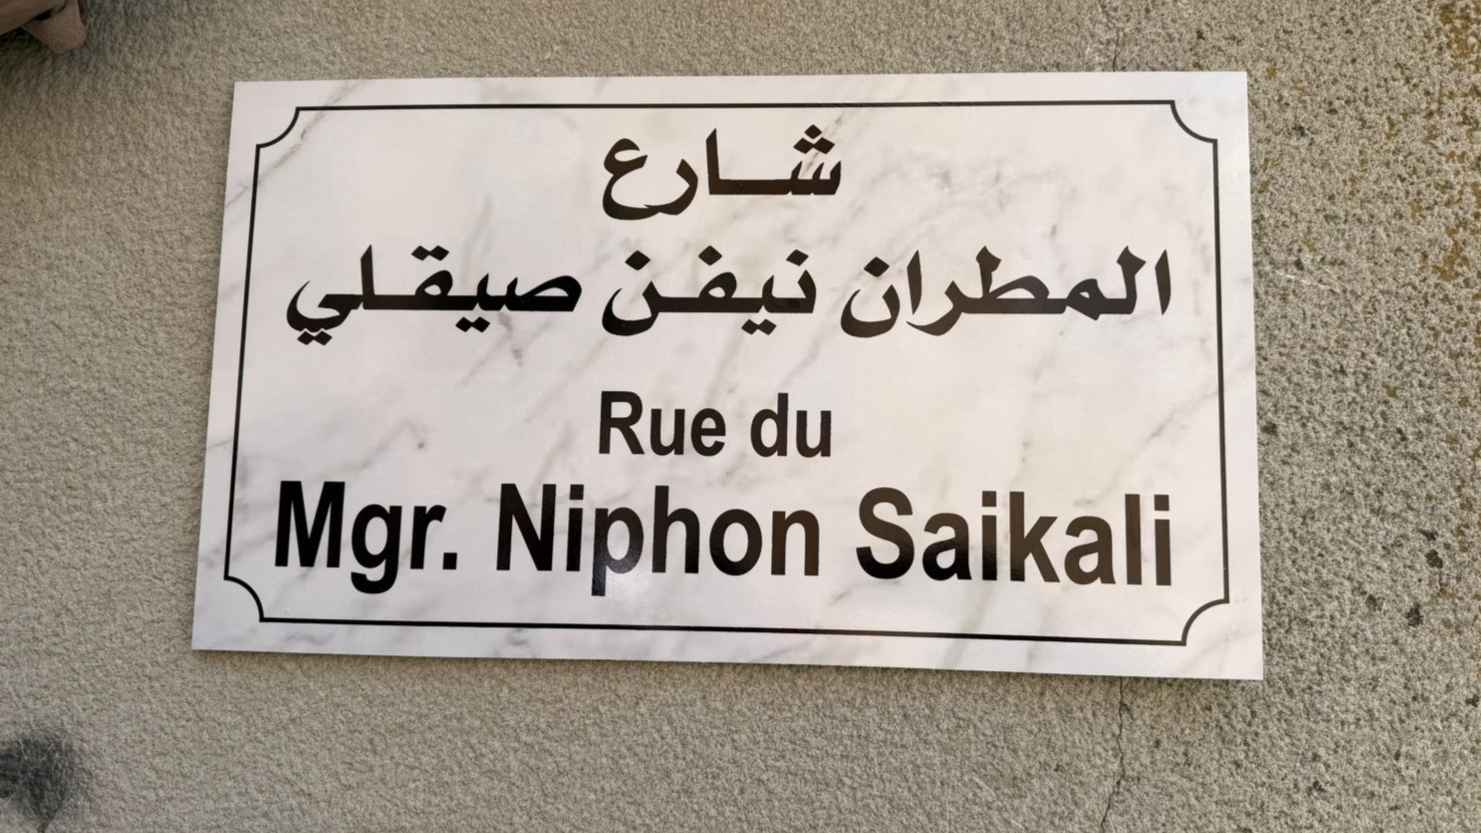 شارع
المطران نيفن صيقلي
Rue du
Mgr. Niphon Saikali